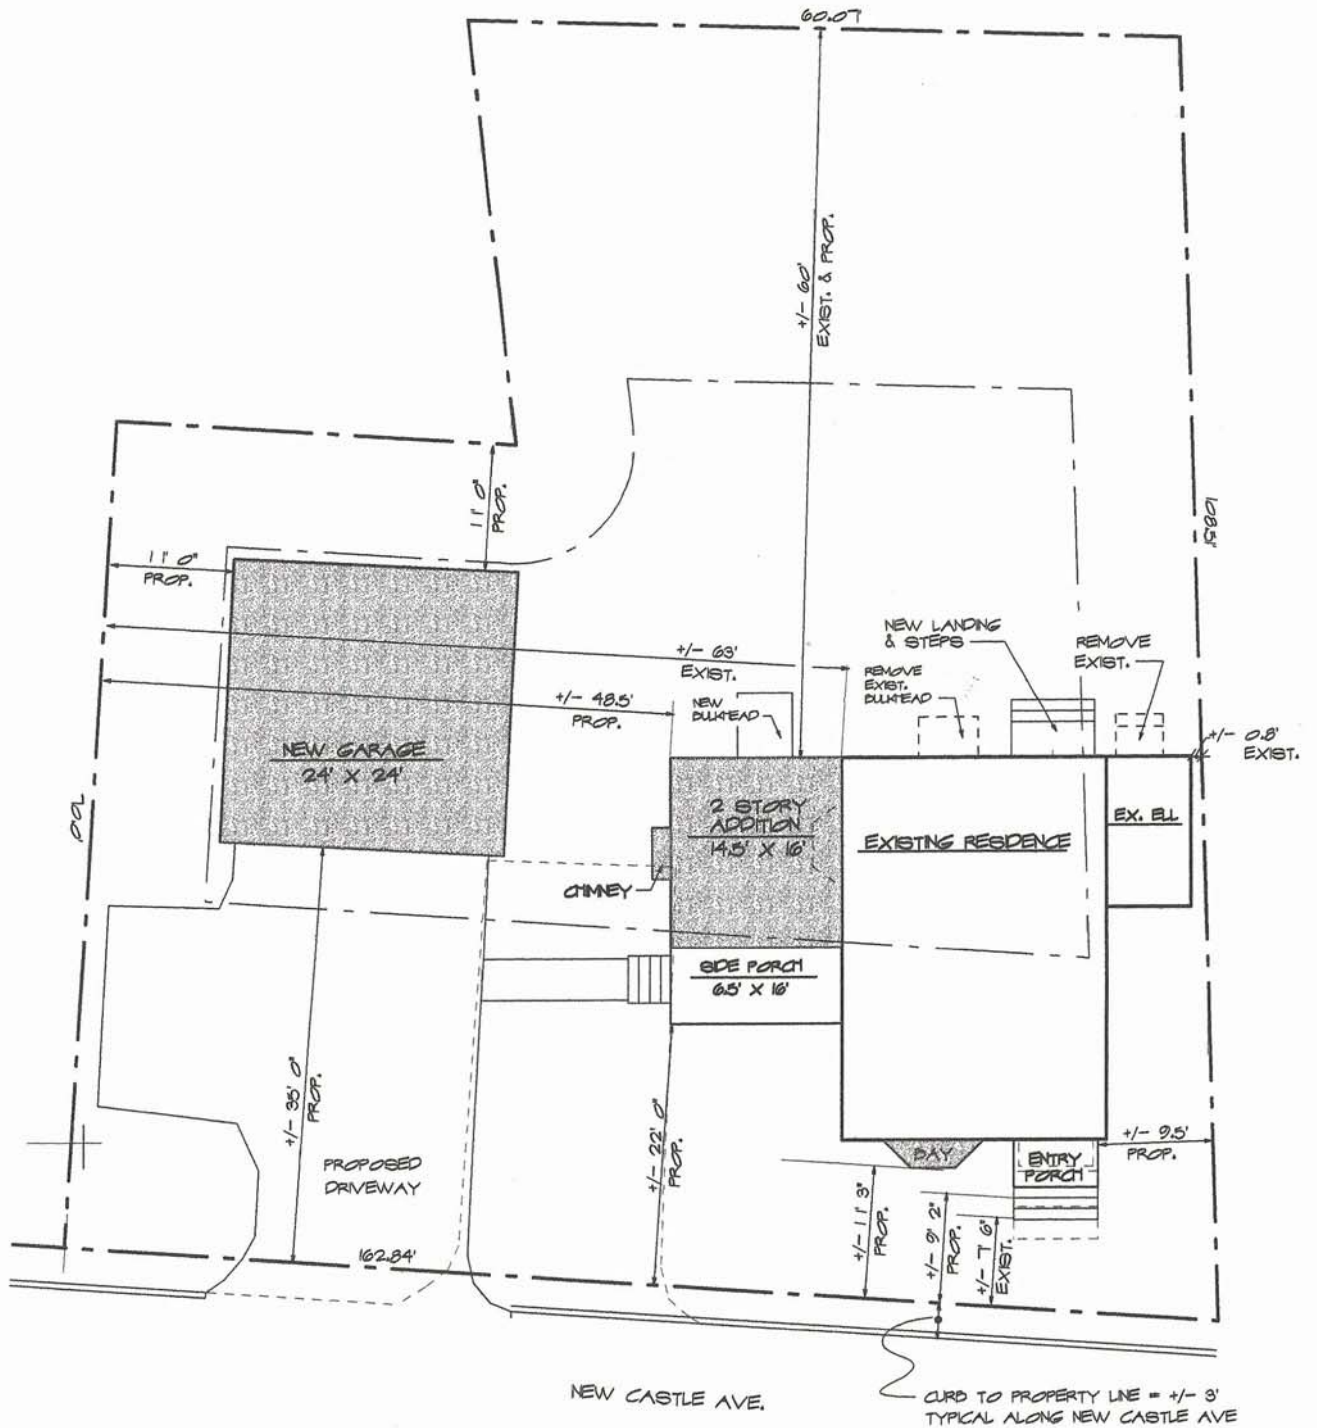 60.07'
+/- 60'
EXIST. & PROP.
11' 0"
PROP.
108.51'
11' 0"
PROP.
NEW LANDING
& STEPS
REMOVE
EXIST.
+/- 63'
EXIST.
REMOVE
EXIST.
BULKHEAD
+/- 48.5'
PROP.
NEW
BULKHEAD
+/- 0.8'
EXIST.
NEW GARAGE
24' X 24'
2 STORY
ADDITION
14.5' X 16'
EX. ELL
EXISTING RESIDENCE
70.0'
CHIMNEY
SIDE PORCH
6.5' X 16'
+/- 35' 0"
PROP.
+/- 22' 0"
PROP.
PROPOSED
DRIVEWAY
BAY
ENTRY
PORCH
+/- 9.5'
PROP.
+/- 11' 3"
PROP.
+/- 9' 2"
PROP.
+/- 7' 6"
EXIST.
162.84'
NEW CASTLE AVE.
CURB TO PROPERTY LINE = +/- 3'
TYPICAL ALONG NEW CASTLE AVE